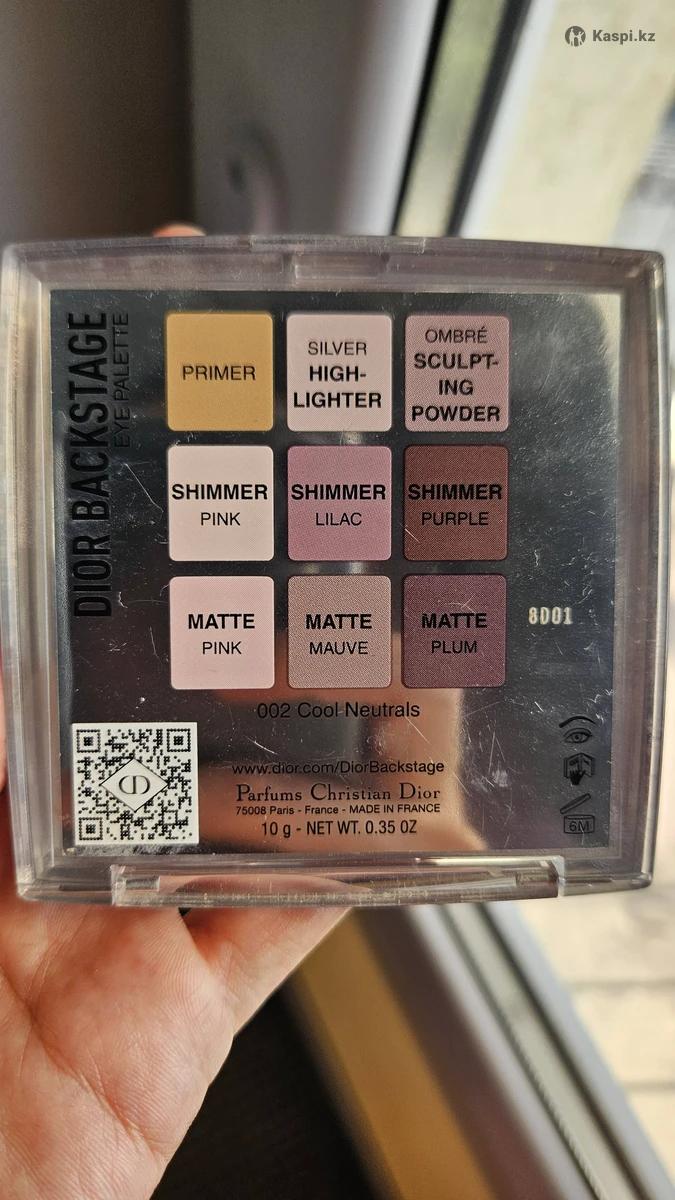 Kaspi.kz
DIOR BACKSTAGE
EYE PALETTE
PRIMER
SILVER
HIGH-
LIGHTER
OMBRÉ
SCULPT-
ING
POWDER
SHIMMER
PINK
SHIMMER
LILAC
SHIMMER
PURPLE
MATTE
PINK
MATTE
MAUVE
MATTE
PLUM
8D01
002 Cool Neutrals
www.dior.com/DiorBackstage
Parfums Christian Dior
75008 Paris - France - MADE IN FRANCE
10 g - NET WT. 0.35 OZ
6M
CD